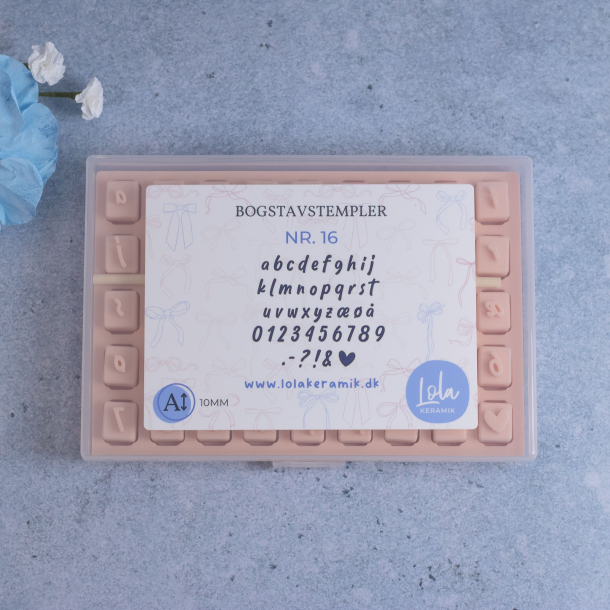 BOGSTAVSTEMPLER
NR. 16
abcdefghij
klmnopqrst
uvwxyzæøå
0123456789
.-?!&♥
www.lolakeramik.dk
A↕ 10MM
Lola
KERAMIK